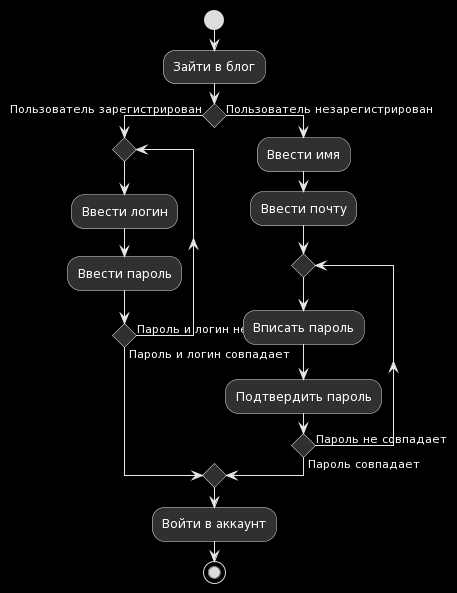 Зайти в блог
Пользователь зарегистрирован
Пользователь незарегистрирован
Ввести имя
Ввести логин
Ввести почту
Ввести пароль
Пароль и логин не
Вписать пароль
Пароль и логин совпадает
Подтвердить пароль
Пароль не совпадает
Пароль совпадает
Войти в аккаунт